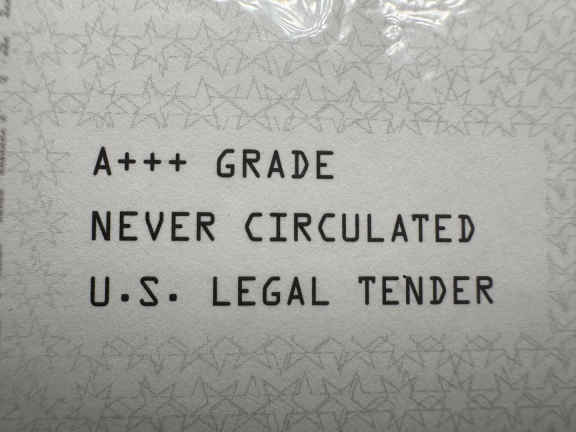 A+++ GRADE
NEVER CIRCULATED
U.S. LEGAL TENDER